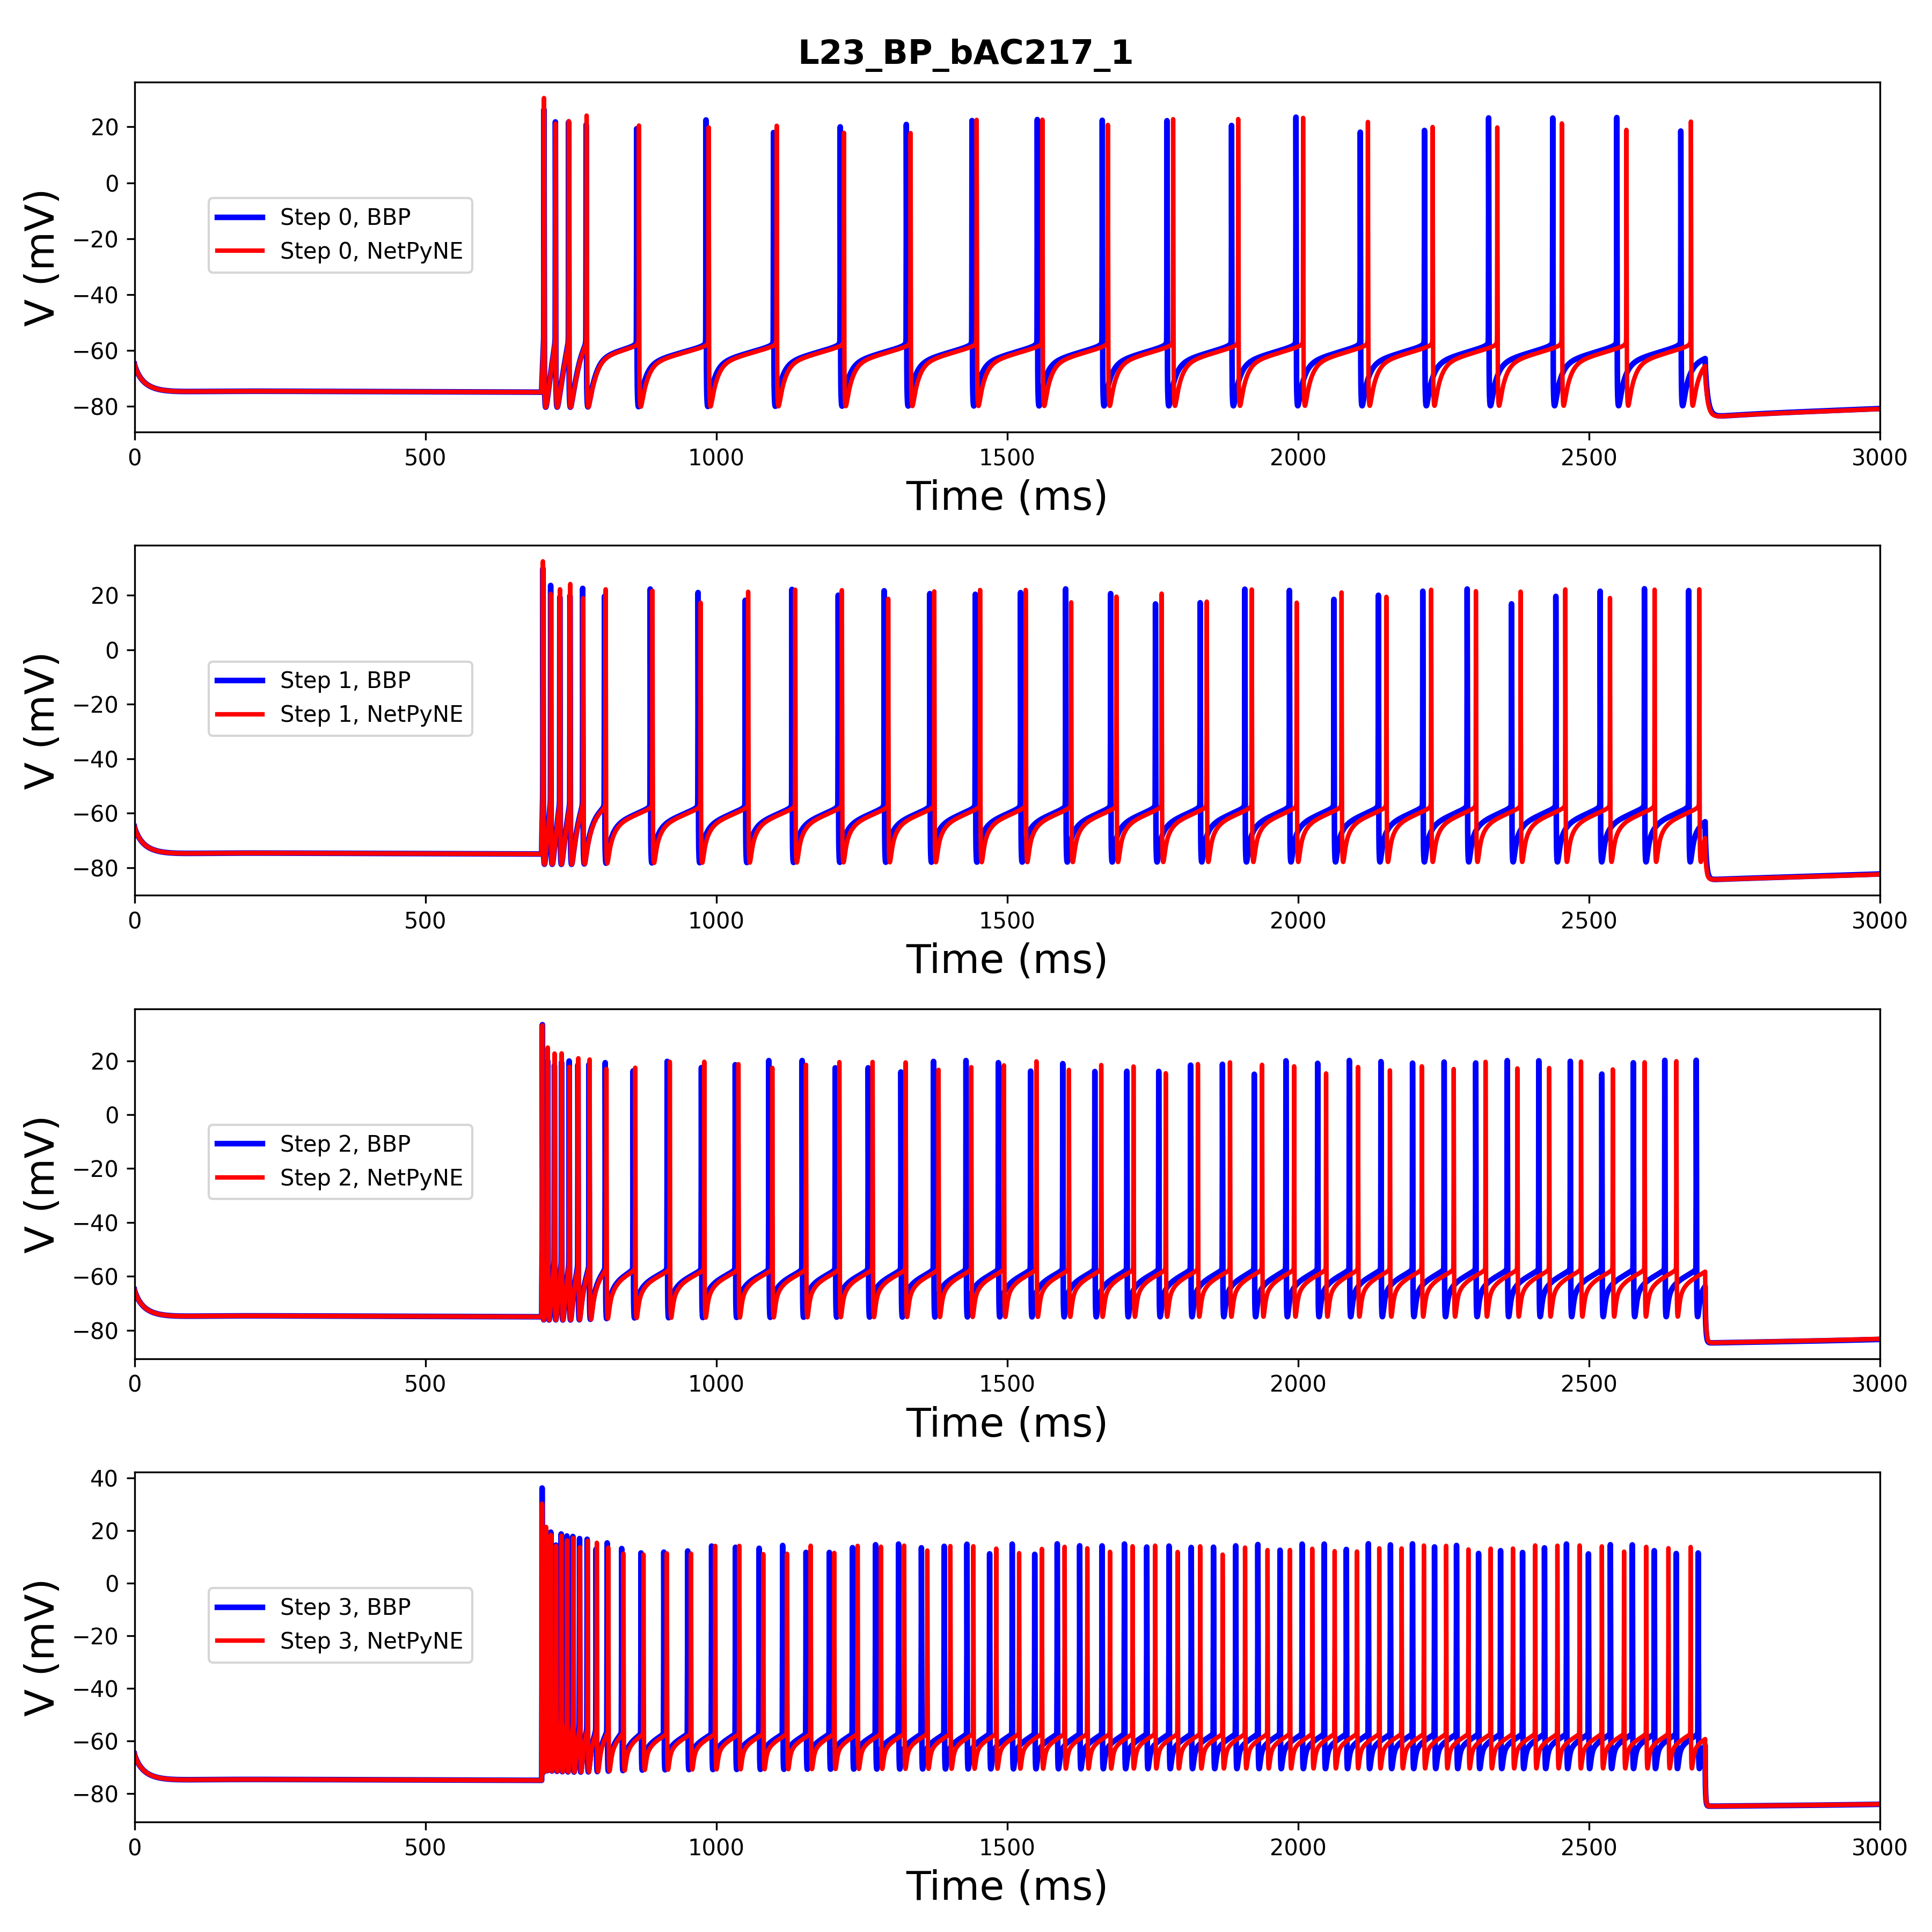 L23_BP_bAC217_1
V (mV)
20
0
−20
−40
−60
−80
Step 0, BBP
Step 0, NetPyNE
0 500 1000 1500 2000 2500 3000
Time (ms)
V (mV)
20
0
−20
−40
−60
−80
Step 1, BBP
Step 1, NetPyNE
0 500 1000 1500 2000 2500 3000
Time (ms)
V (mV)
20
0
−20
−40
−60
−80
Step 2, BBP
Step 2, NetPyNE
0 500 1000 1500 2000 2500 3000
Time (ms)
V (mV)
40
20
0
−20
−40
−60
−80
Step 3, BBP
Step 3, NetPyNE
0 500 1000 1500 2000 2500 3000
Time (ms)